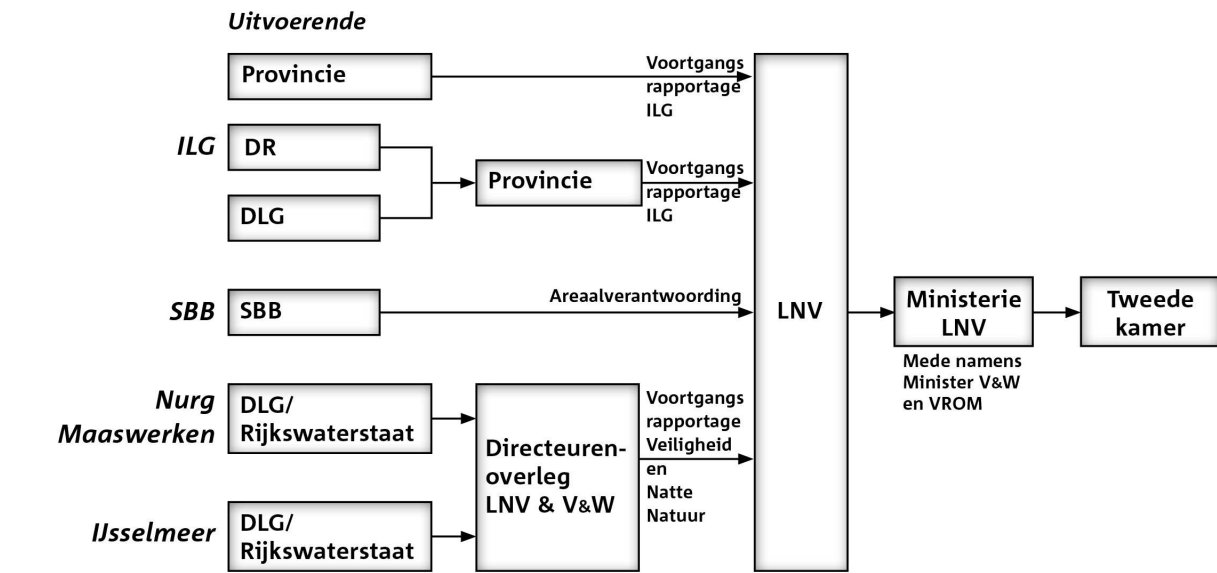 Uitvoerende
Provincie
Voortgangs
rapportage
ILG
ILG
DR
DLG
Provincie
Voortgangs
rapportage
ILG
SBB
SBB
Areaalverantwoording
LNV
Ministerie
LNV
Mede namens
Minister V&W
en VROM
Tweede
kamer
Nurg
Maaswerken
DLG/
Rijkswaterstaat
Directeuren-
overleg
LNV & V&W
Voortgangs
rapportage
Veiligheid
en
Natte
Natuur
IJsselmeer
DLG/
Rijkswaterstaat